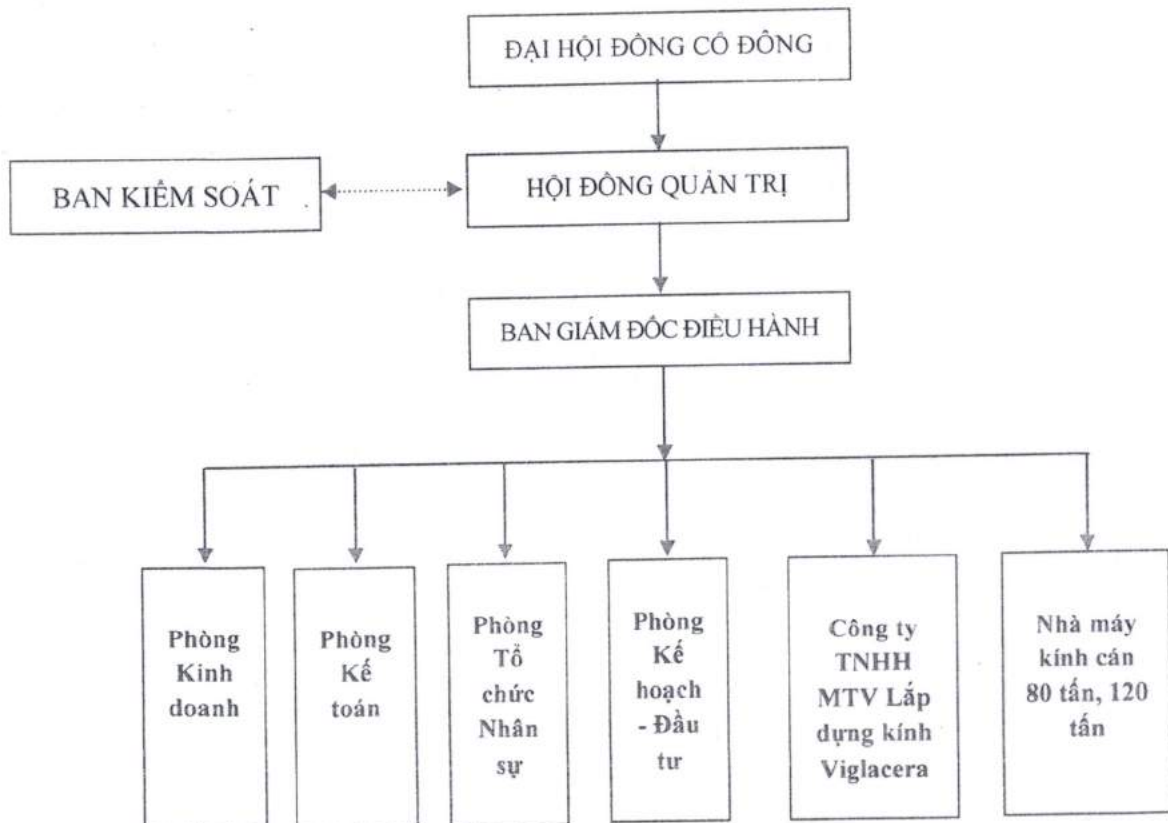 ĐẠI HỘI ĐỒNG CỔ ĐÔNG
BAN KIỂM SOÁT
HỘI ĐỒNG QUẢN TRỊ
BAN GIÁM ĐỐC ĐIỀU HÀNH
Phòng
Kinh
doanh
Phòng
Kế
toán
Phòng
Tổ
chức
Nhân
sự
Phòng
Kế
hoạch
- Đầu
tư
Công ty
TNHH
MTV Lắp
dựng kính
Viglacera
Nhà máy
kính cán
80 tấn, 120
tấn